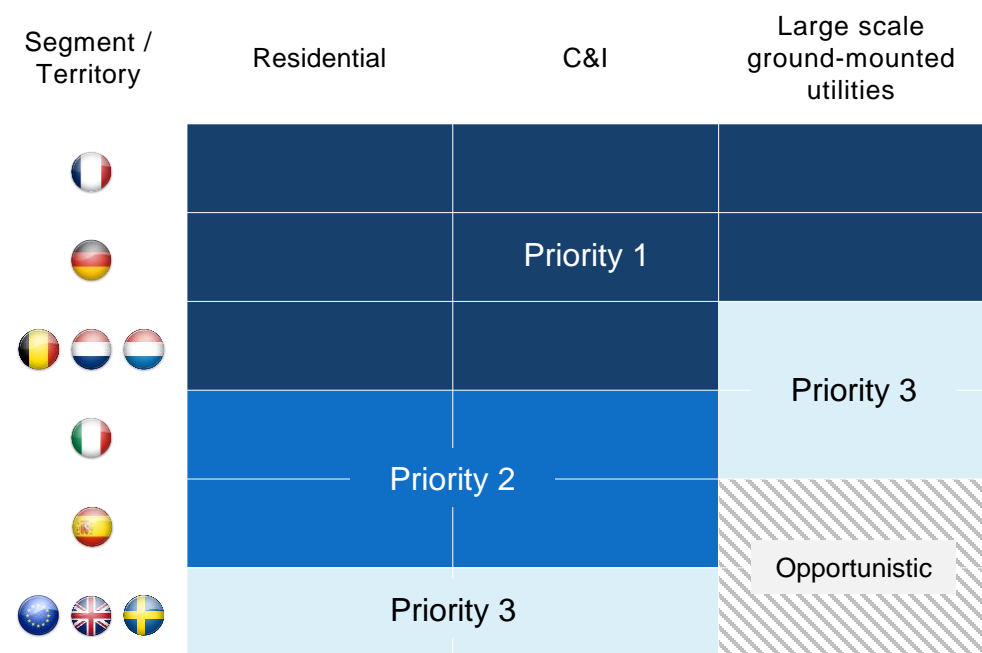 Segment /
Territory
Residential
C&I
Large scale
ground-mounted
utilities
Priority 1
Priority 3
Priority 2
Opportunistic
Priority 3